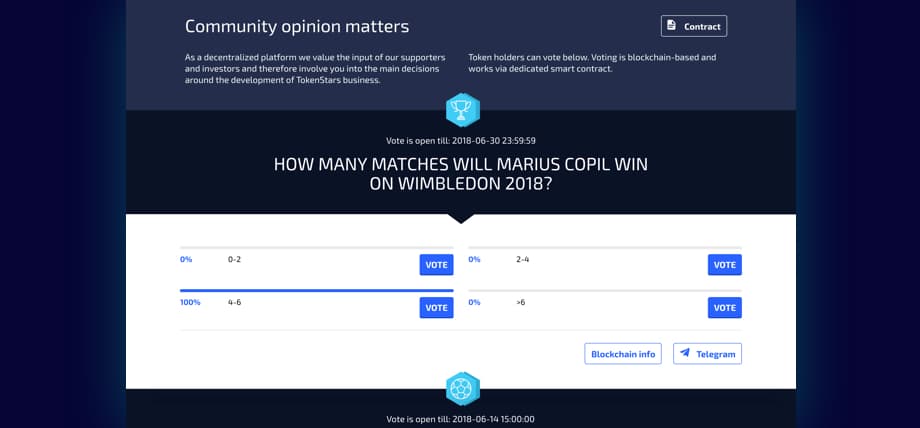 Community opinion matters
Contract
As a decentralized platform we value the input of our supporters
and investors and therefore involve you into the main decisions
around the development of TokenStars business.
Token holders can vote below. Voting is blockchain-based and
works via dedicated smart contract.
Vote is open till: 2018-06-30 23:59:59
HOW MANY MATCHES WILL MARIUS COPIL WIN
ON WIMBLEDON 2018?
0% 0-2 VOTE
0% 2-4 VOTE
100% 4-6 VOTE
0% >6 VOTE
Blockchain info
Telegram
Vote is open till: 2018-06-14 15:00:00